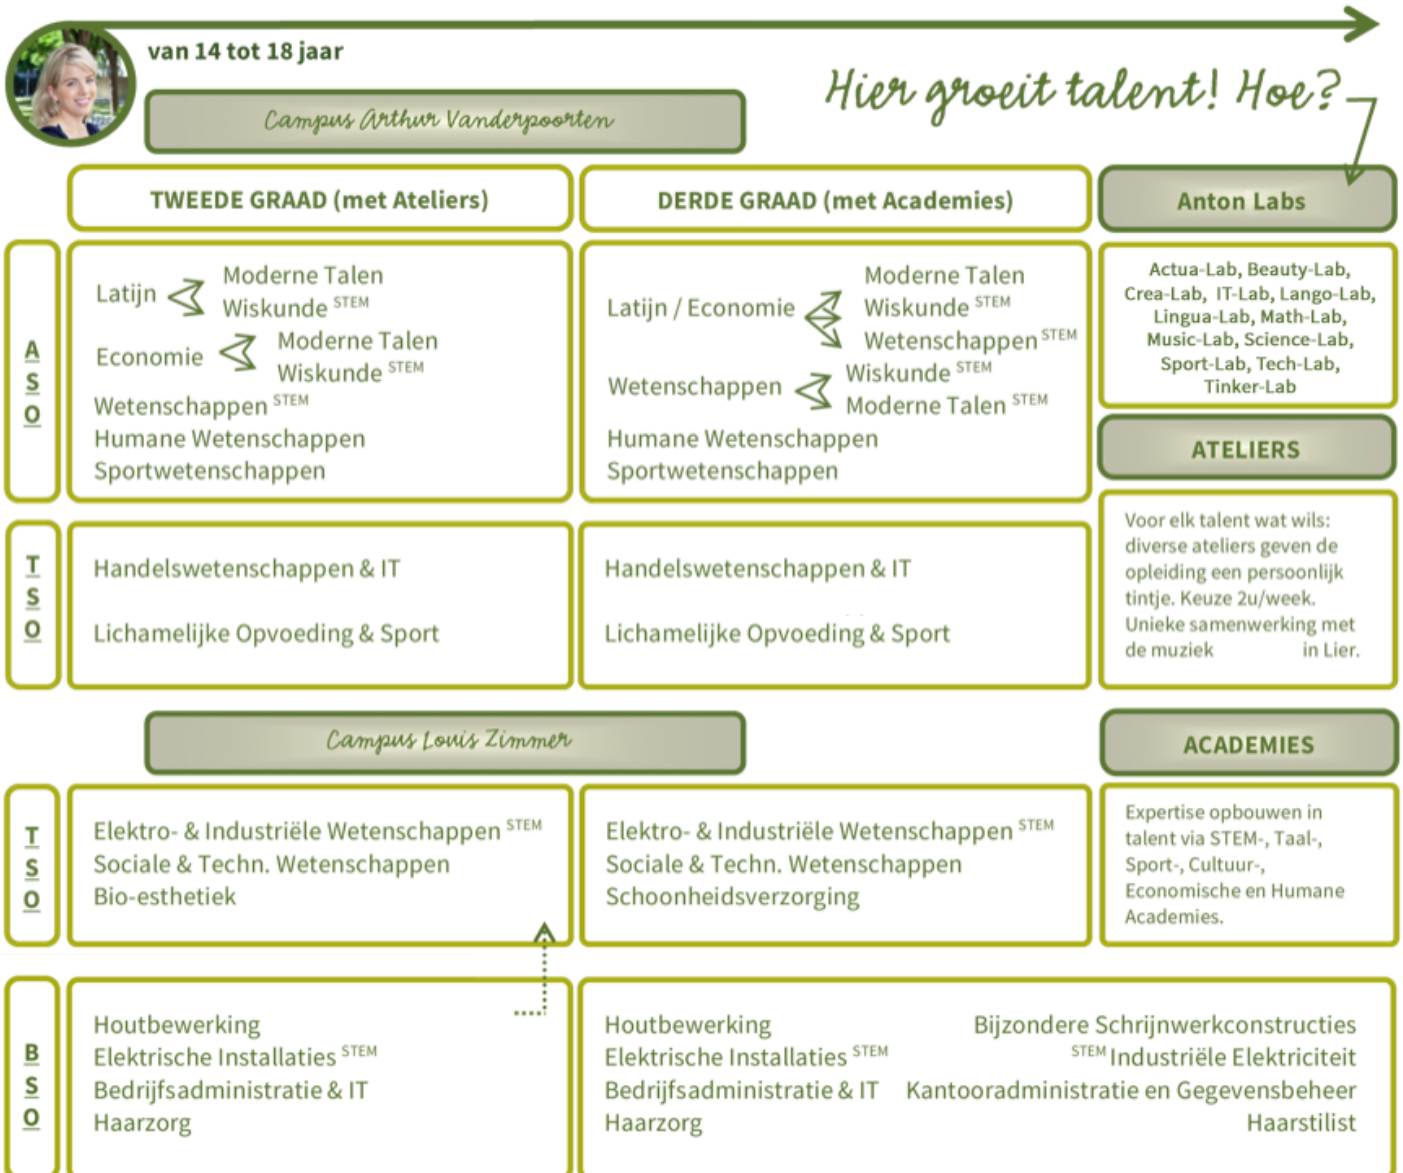 van 14 tot 18 jaar
Hier groeit talent! Hoe?
Campus Arthur Vanderpoorten
TWEEDE GRAAD (met Ateliers)
DERDE GRAAD (met Academies)
Anton Labs
ASO
Latijn
Moderne Talen
Wiskunde STEM
Economie
Moderne Talen
Wiskunde STEM
Wetenschappen STEM
Humane Wetenschappen
Sportwetenschappen
Latijn / Economie
Moderne Talen
Wiskunde STEM
Wetenschappen STEM
Wetenschappen
Wiskunde STEM
Moderne Talen STEM
Humane Wetenschappen
Sportwetenschappen
Actua-Lab, Beauty-Lab,
Crea-Lab, IT-Lab, Lango-Lab,
Lingua-Lab, Math-Lab,
Music-Lab, Science-Lab,
Sport-Lab, Tech-Lab,
Tinker-Lab
ATELIERS
Voor elk talent wat wils:
diverse ateliers geven de
opleiding een persoonlijk
tintje. Keuze 2u/week.
Unieke samenwerking met
de muziek in Lier.
TSO
Handelswetenschappen & IT
Lichamelijke Opvoeding & Sport
Handelswetenschappen & IT
Lichamelijke Opvoeding & Sport
Campus Louis Zimmer
ACADEMIES
Expertise opbouwen in
talent via STEM-, Taal-,
Sport-, Cultuur-,
Economische en Humane
Academies.
TSO
Elektro- & Industriële Wetenschappen STEM
Sociale & Techn. Wetenschappen
Bio-esthetiek
Elektro- & Industriële Wetenschappen STEM
Sociale & Techn. Wetenschappen
Schoonheidsverzorging
BSO
Houtbewerking
Elektrische Installaties STEM
Bedrijfsadministratie & IT
Haarzorg
Houtbewerking
Elektrische Installaties STEM
Bedrijfsadministratie & IT
Haarzorg
Bijzondere Schrijnwerkconstructies
STEM Industriële Elektriciteit
Kantooradministratie en Gegevensbeheer
Haarstilist